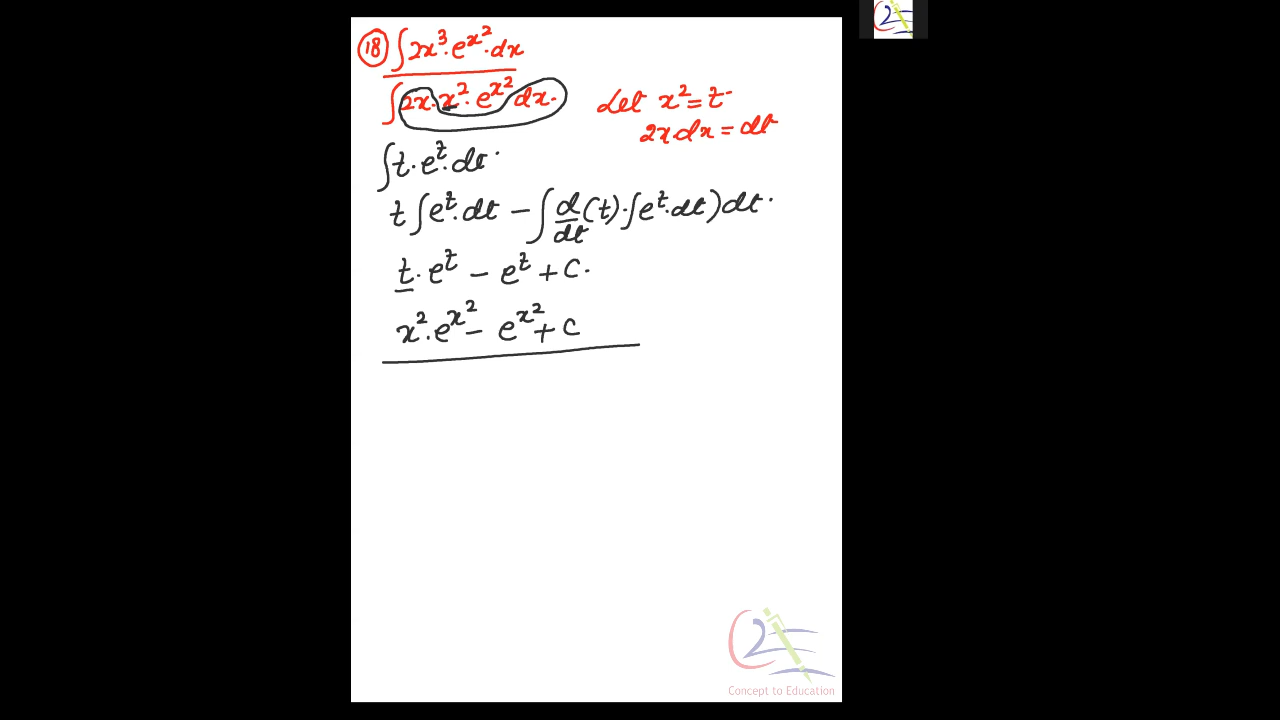 ⑱ ∫2x³·e^x²·dx
∫2x·x²·e^x² dx.
Let x² = t
2x dx = dt
∫t·e^t·dt·
t∫e^t·dt − ∫d/dt(t)·∫e^t·dt)dt·
t·e^t − e^t + C·
x²·e^x² − e^x² + C
Concept to Education